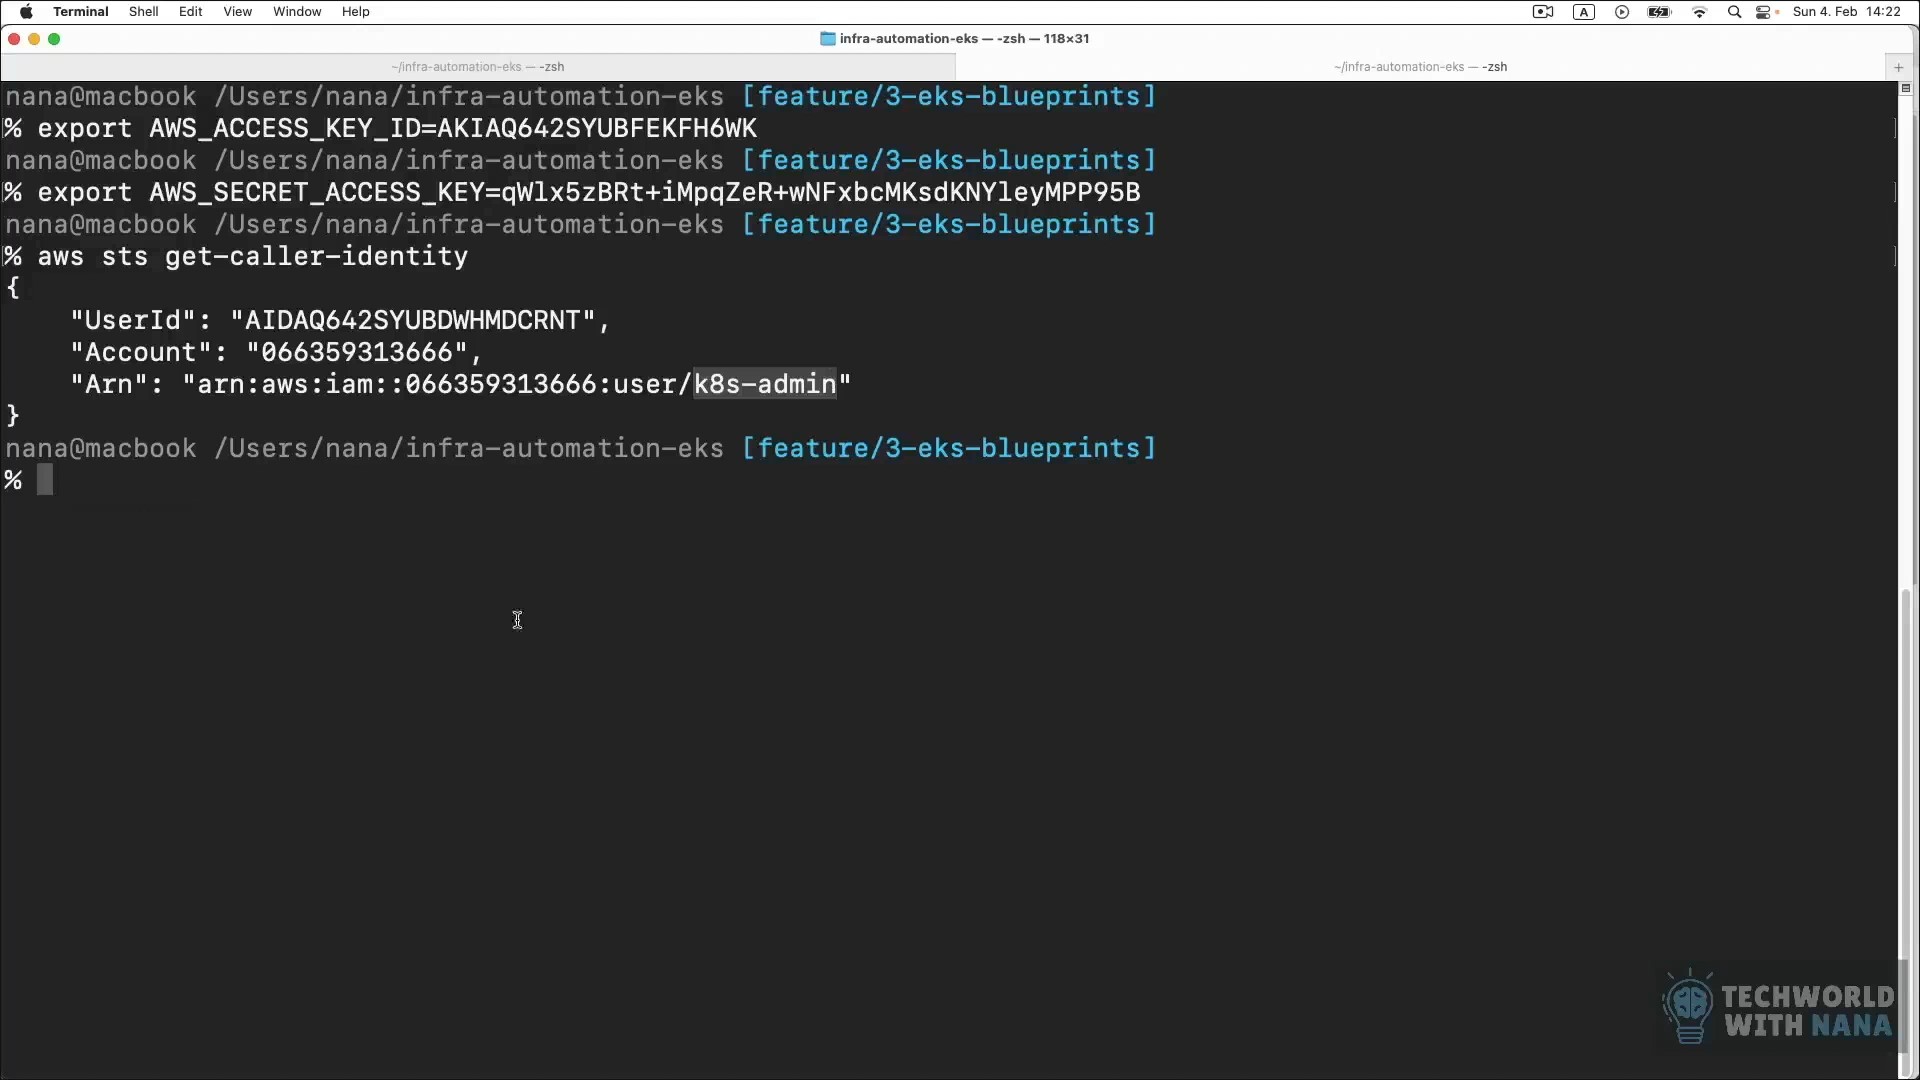 Terminal Shell Edit View Window Help A Sun 4. Feb 14:22
infra-automation-eks — -zsh — 118×31
~/infra-automation-eks — -zsh ~/infra-automation-eks — -zsh +
nana@macbook /Users/nana/infra-automation-eks [feature/3-eks-blueprints]
% export AWS_ACCESS_KEY_ID=AKIAQ642SYUBFEKFH6WK
nana@macbook /Users/nana/infra-automation-eks [feature/3-eks-blueprints]
% export AWS_SECRET_ACCESS_KEY=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
nana@macbook /Users/nana/infra-automation-eks [feature/3-eks-blueprints]
% aws sts get-caller-identity
{
    "UserId": "AIDAQ642SYUBDWHMDCRNT",
    "Account": "066359313666",
    "Arn": "arn:aws:iam::066359313666:user/k8s-admin"
}
nana@macbook /Users/nana/infra-automation-eks [feature/3-eks-blueprints]
%
TECHWORLD
WITH NANA